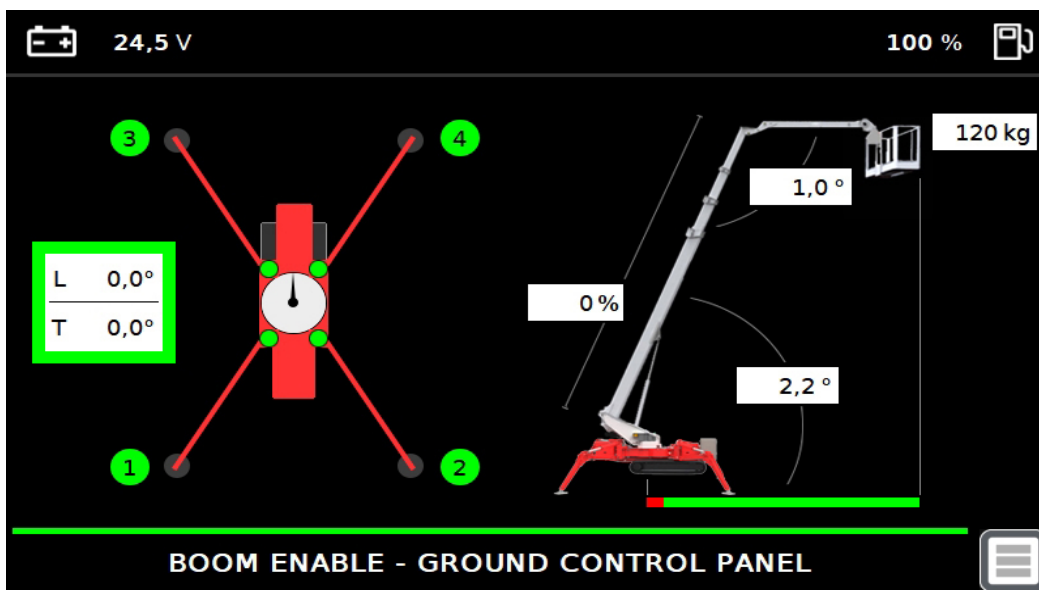 24,5 V
100 %
3
4
120 kg
1,0 °
L 0,0°
T 0,0°
0 %
2,2 °
1
2
BOOM ENABLE - GROUND CONTROL PANEL